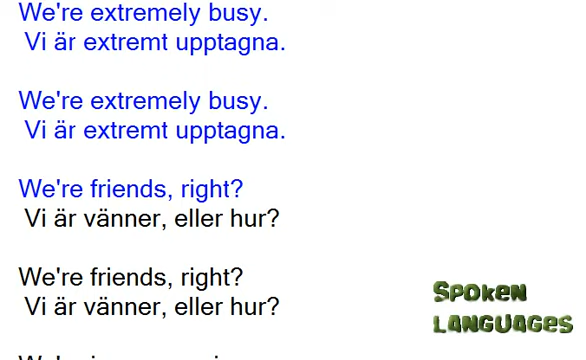 We're extremely busy.
Vi är extremt upptagna.
We're extremely busy.
Vi är extremt upptagna.
We're friends, right?
Vi är vänner, eller hur?
We're friends, right?
Vi är vänner, eller hur?
SPOKEN
LANGUAGES